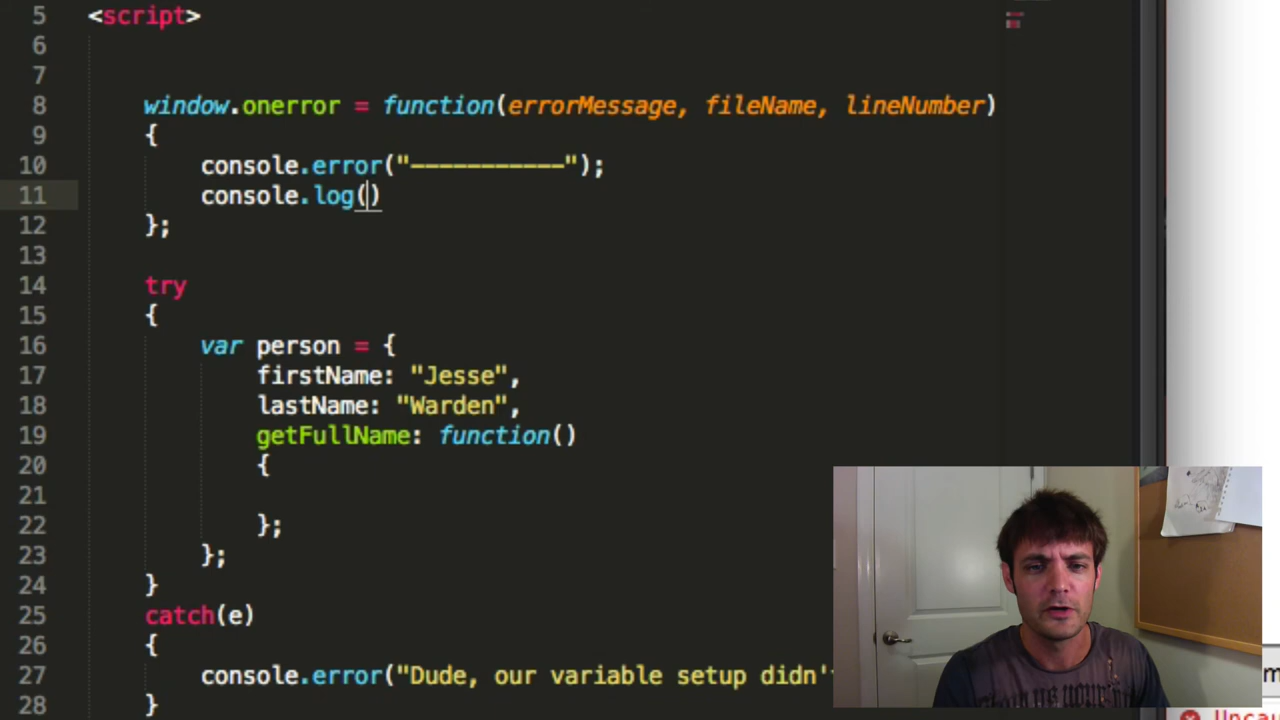 5 <script>
6
7
8 window.onerror = function(errorMessage, fileName, lineNumber)
9 {
10 console.error("———————————");
11 console.log()
12 };
13
14 try
15 {
16 var person = {
17 firstName: "Jesse",
18 lastName: "Warden",
19 getFullName: function()
20 {
21
22 };
23 };
24 }
25 catch(e)
26 {
27 console.error("Dude, our variable setup didn'
28 }